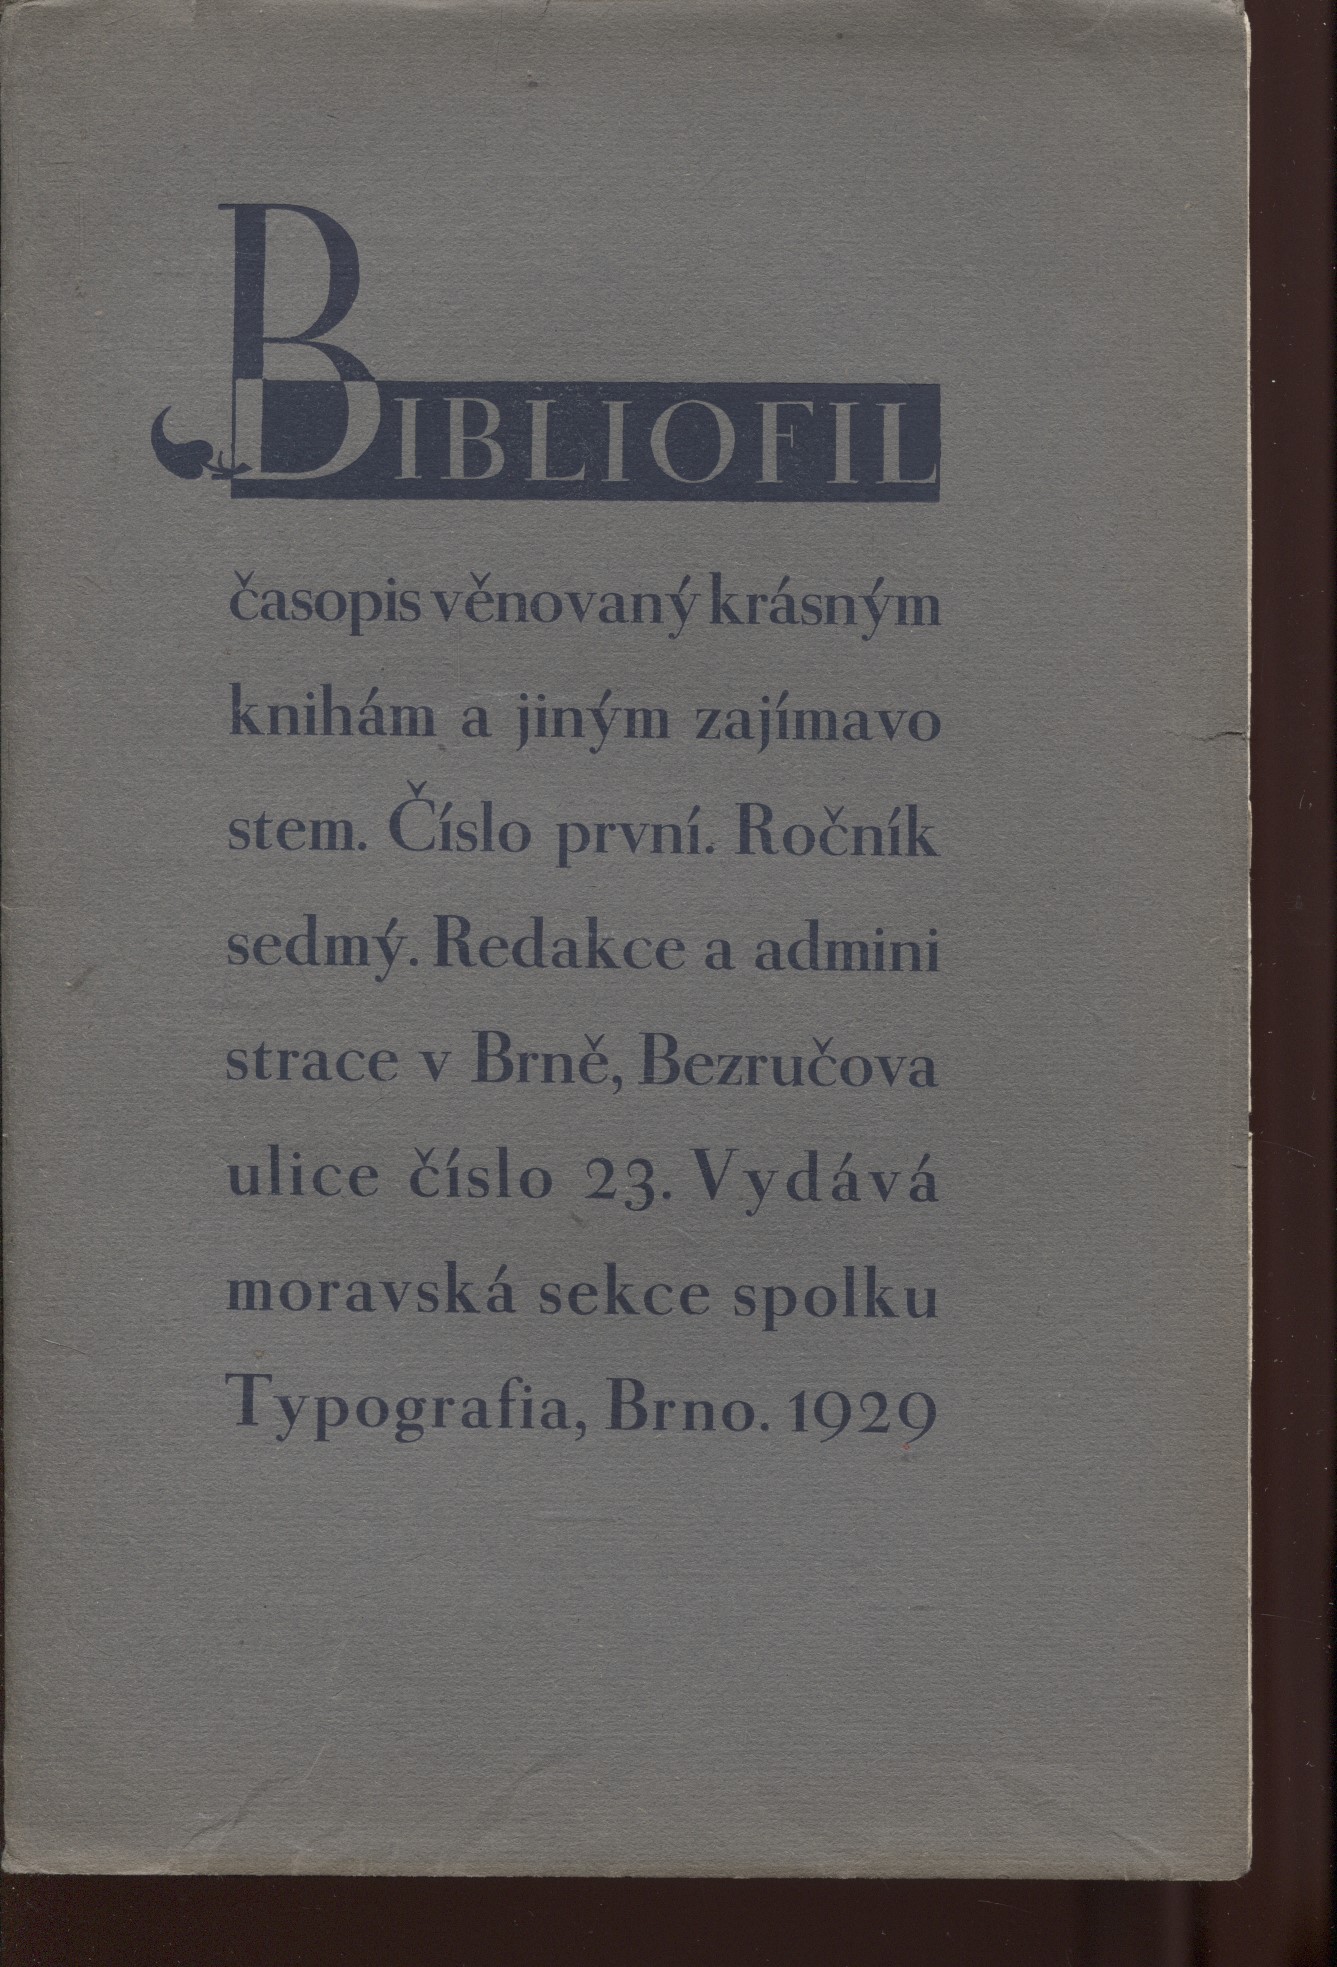 BIBLIOFIL
časopis věnovaný krásným
knihám a jiným zajímavo
stem. Číslo první. Ročník
sedmý. Redakce a admini
strace v Brně, Bezručova
ulice číslo 23. Vydává
moravská sekce spolku
Typografia, Brno. 1929